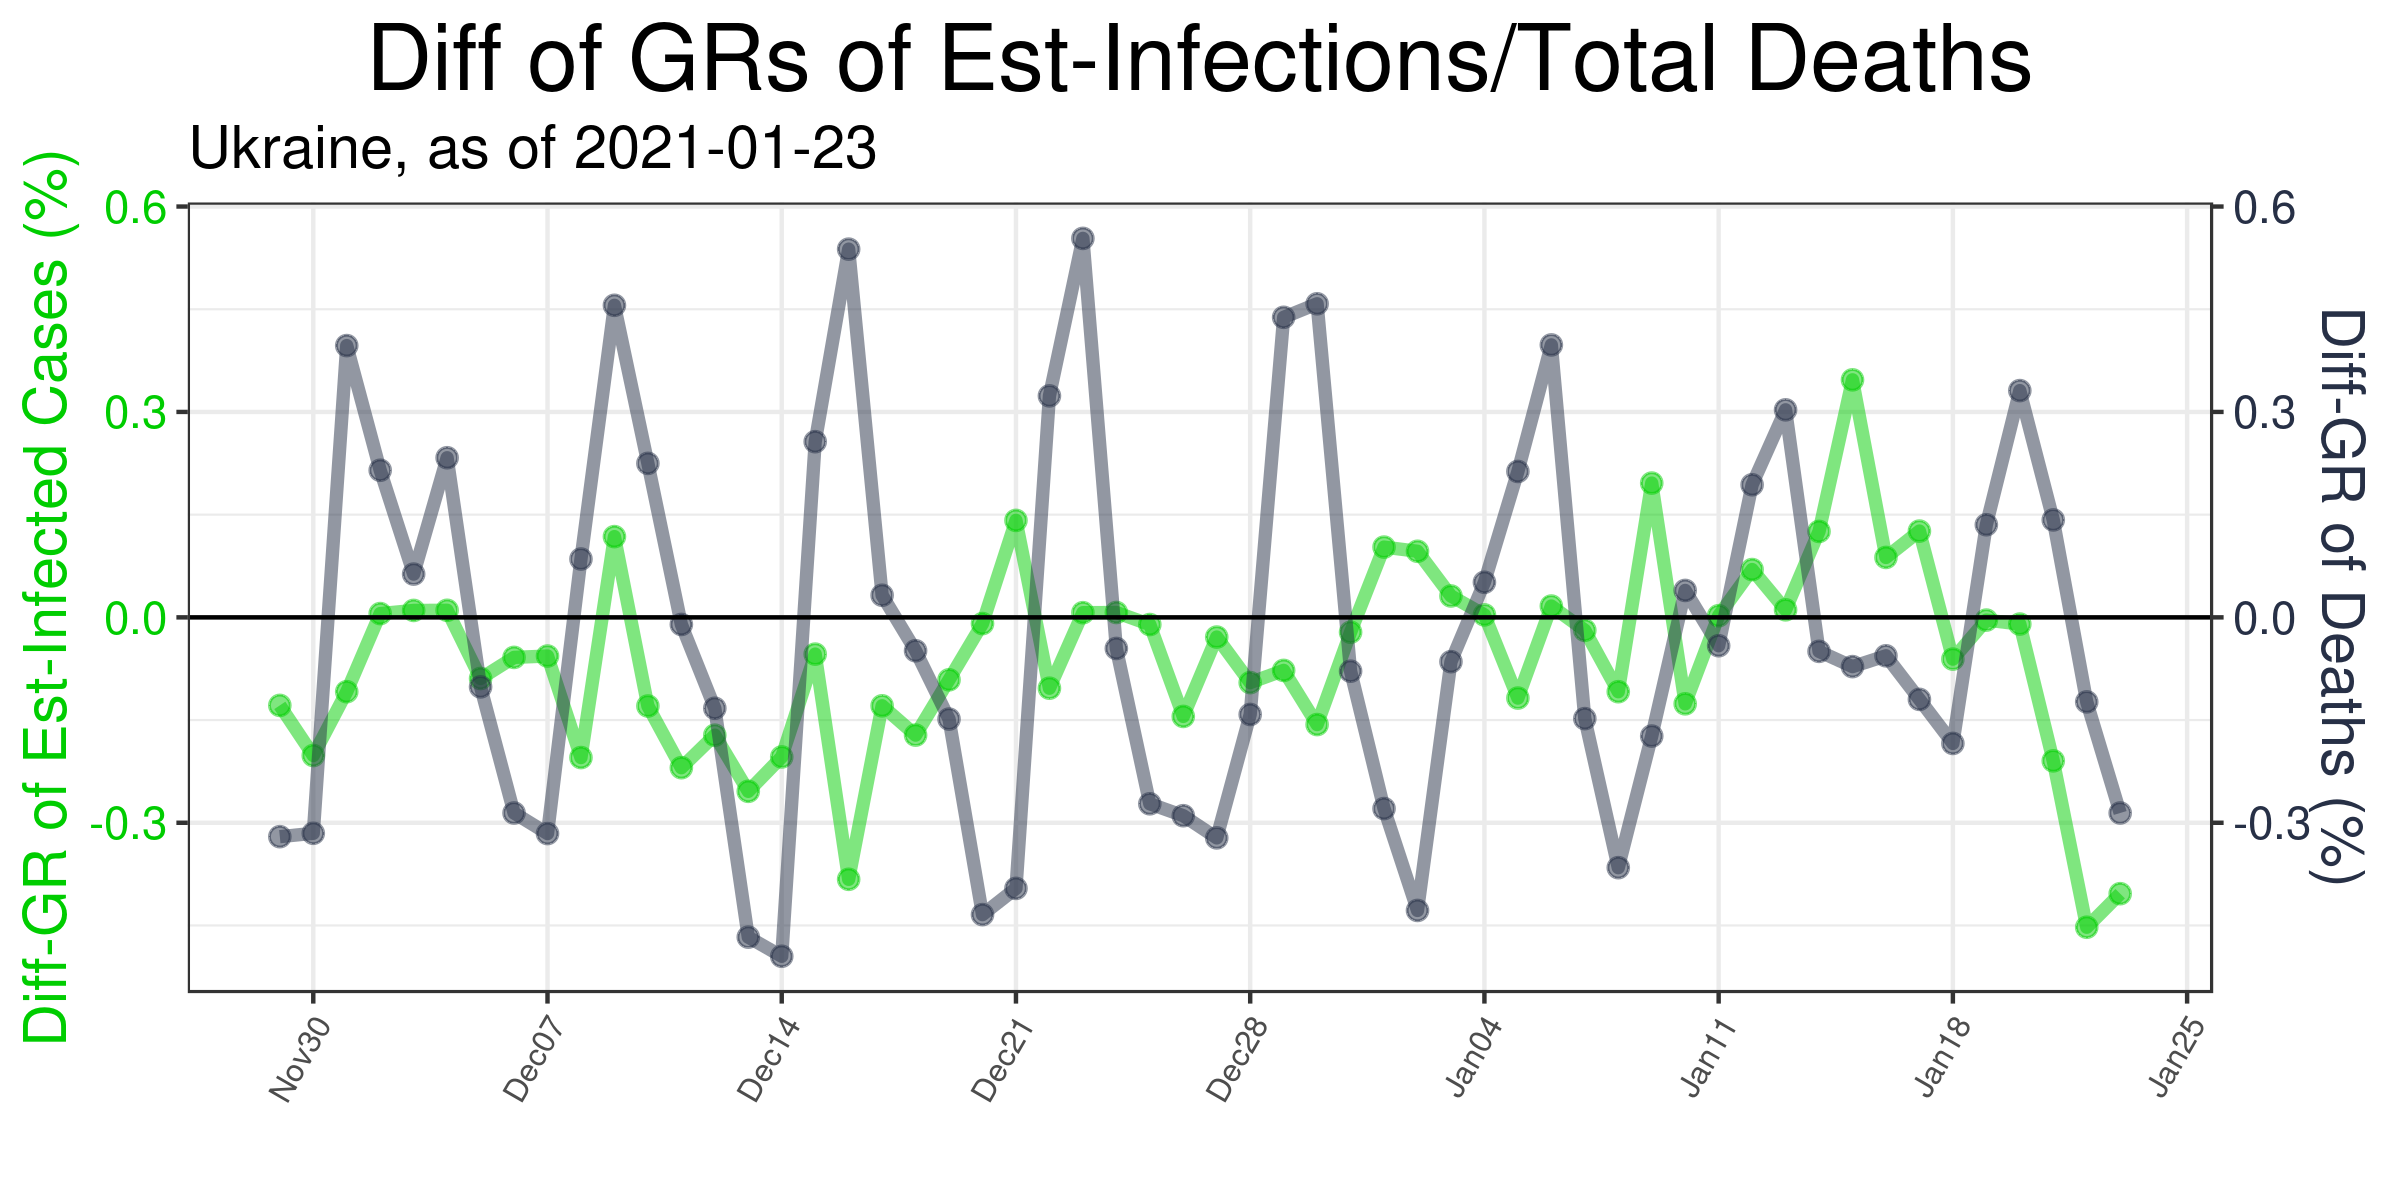 Diff of GRs of Est-Infections/Total Deaths
Ukraine, as of 2021-01-23
Diff-GR of Est-Infected Cases (%)
0.6
0.3
0.0
-0.3
0.6
0.3
0.0
-0.3
Diff-GR of Deaths (%)
Nov30
Dec07
Dec14
Dec21
Dec28
Jan04
Jan11
Jan18
Jan25